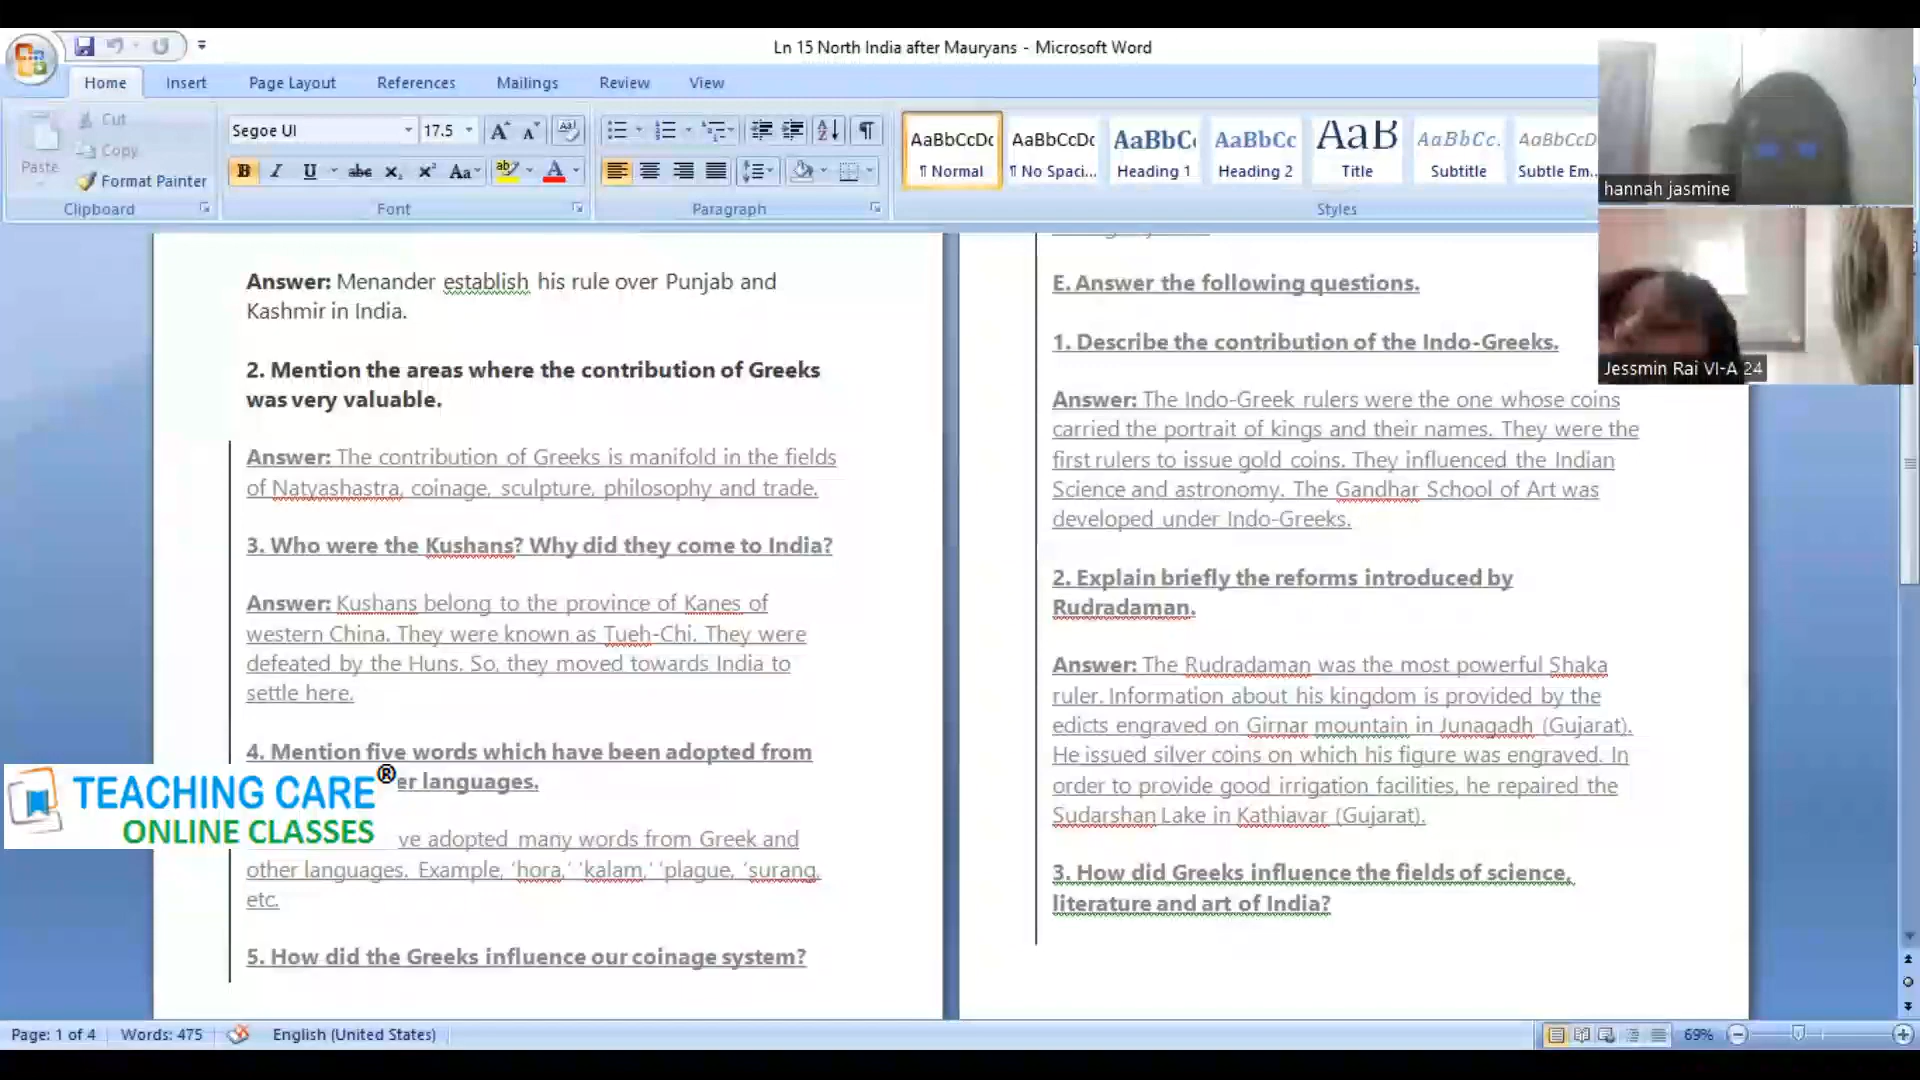 Ln 15 North India after Mauryans - Microsoft Word
Home Insert Page Layout References Mailings Review View
Paste
Cut
Copy
Format Painter
Clipboard
Segoe UI 17.5
Font
Paragraph
AaBbCcDc AaBbCcDc AaBbC AaBbCc AaB AaBbCc. AaBbCcD
¶ Normal ¶ No Spaci... Heading 1 Heading 2 Title Subtitle Subtle Em...
Styles
hannah jasmine
Jessmin Rai VI-A 24
Answer: Menander establish his rule over Punjab and
Kashmir in India.
2. Mention the areas where the contribution of Greeks
was very valuable.
Answer: The contribution of Greeks is manifold in the fields
of Natyashastra, coinage, sculpture, philosophy and trade.
3. Who were the Kushans? Why did they come to India?
Answer: Kushans belong to the province of Kanes of
western China. They were known as Tueh-Chi. They were
defeated by the Huns. So, they moved towards India to
settle here.
4. Mention five words which have been adopted from
er languages.
ve adopted many words from Greek and
other languages. Example, ‘hora,’ ‘kalam,’ ‘plague, ‘surang,
etc.
5. How did the Greeks influence our coinage system?
TEACHING CARE®
ONLINE CLASSES
E. Answer the following questions.
1. Describe the contribution of the Indo-Greeks.
Answer: The Indo-Greek rulers were the one whose coins
carried the portrait of kings and their names. They were the
first rulers to issue gold coins. They influenced the Indian
Science and astronomy. The Gandhar School of Art was
developed under Indo-Greeks.
2. Explain briefly the reforms introduced by
Rudradaman.
Answer: The Rudradaman was the most powerful Shaka
ruler. Information about his kingdom is provided by the
edicts engraved on Girnar mountain in Junagadh (Gujarat).
He issued silver coins on which his figure was engraved. In
order to provide good irrigation facilities, he repaired the
Sudarshan Lake in Kathiavar (Gujarat).
3. How did Greeks influence the fields of science,
literature and art of India?
Page: 1 of 4 Words: 475 English (United States) 69%